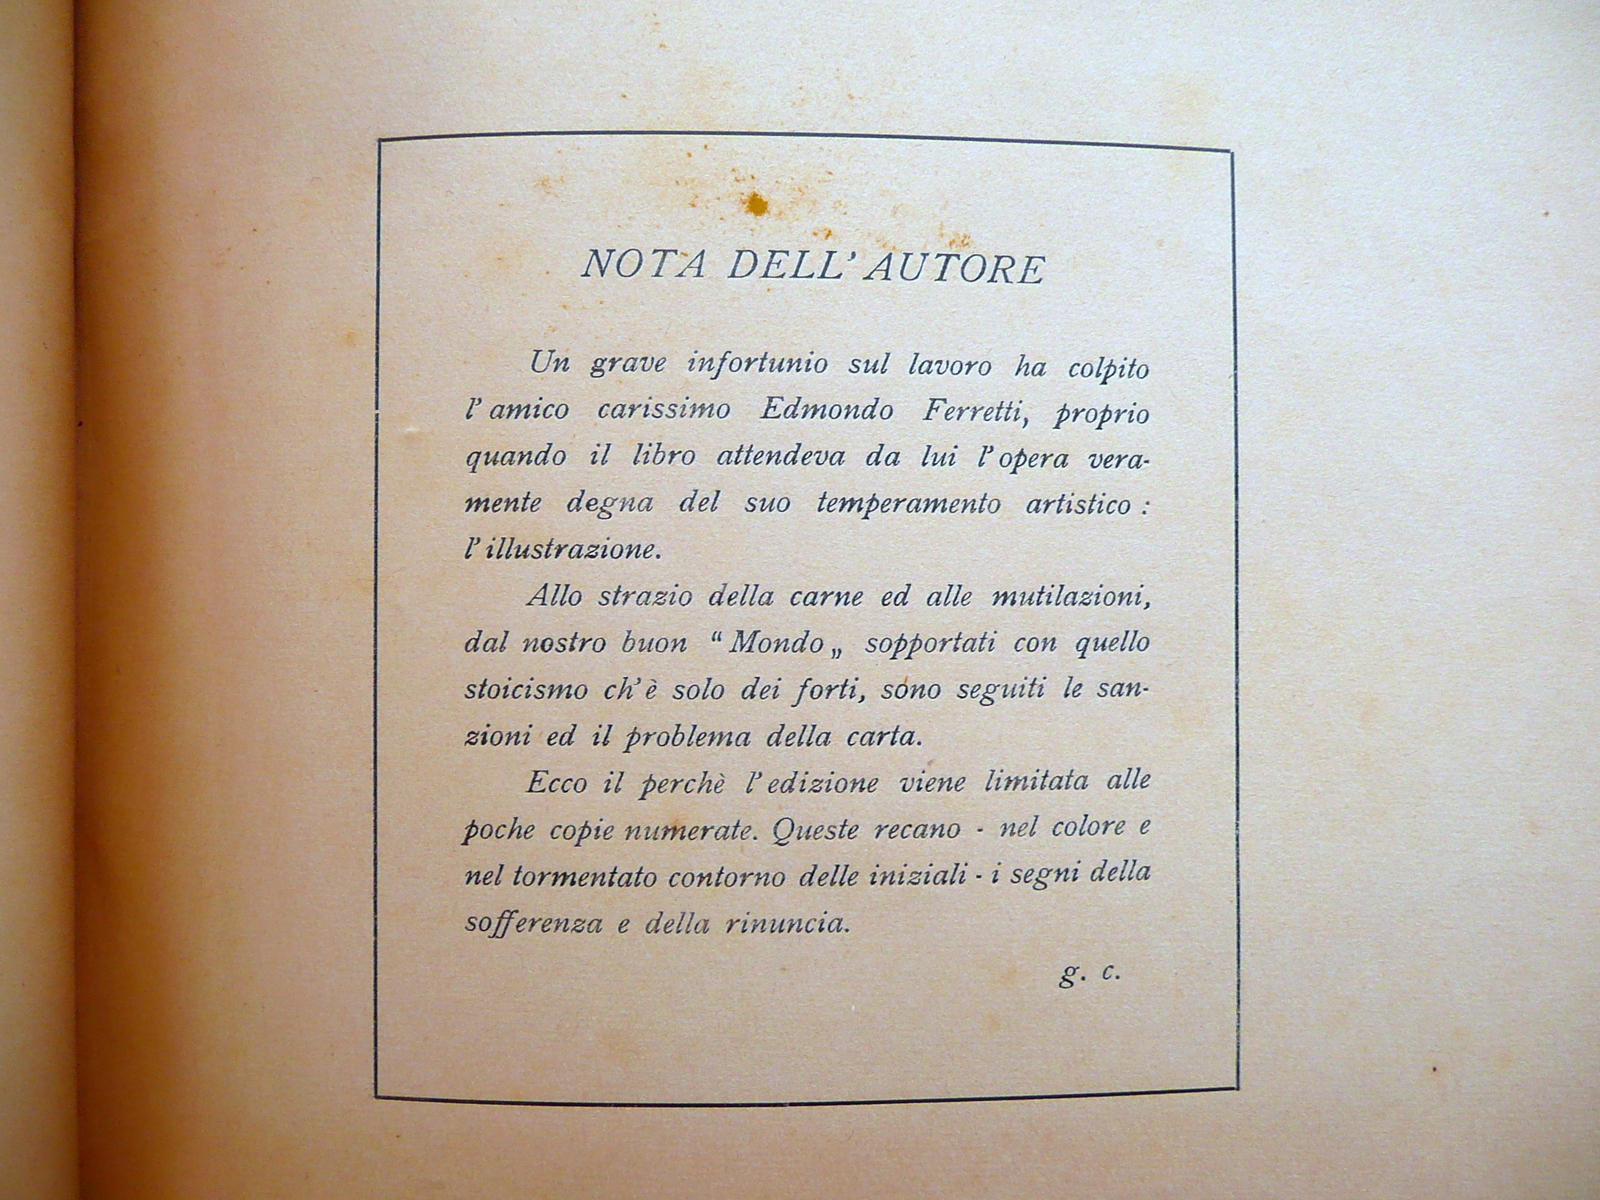 NOTA DELL' AUTORE
Un grave infortunio sul lavoro ha colpito
l' amico carissimo Edmondo Ferretti, proprio
quando il libro attendeva da lui l' opera vera-
mente degna del suo temperamento artistico :
l' illustrazione.
Allo strazio della carne ed alle mutilazioni,
dal nostro buon “ Mondo „ sopportati con quello
stoicismo ch' è solo dei forti, sono seguiti le san-
zioni ed il problema della carta.
Ecco il perchè l' edizione viene limitata alle
poche copie numerate. Queste recano - nel colore e
nel tormentato contorno delle iniziali - i segni della
sofferenza e della rinuncia.
g. c.